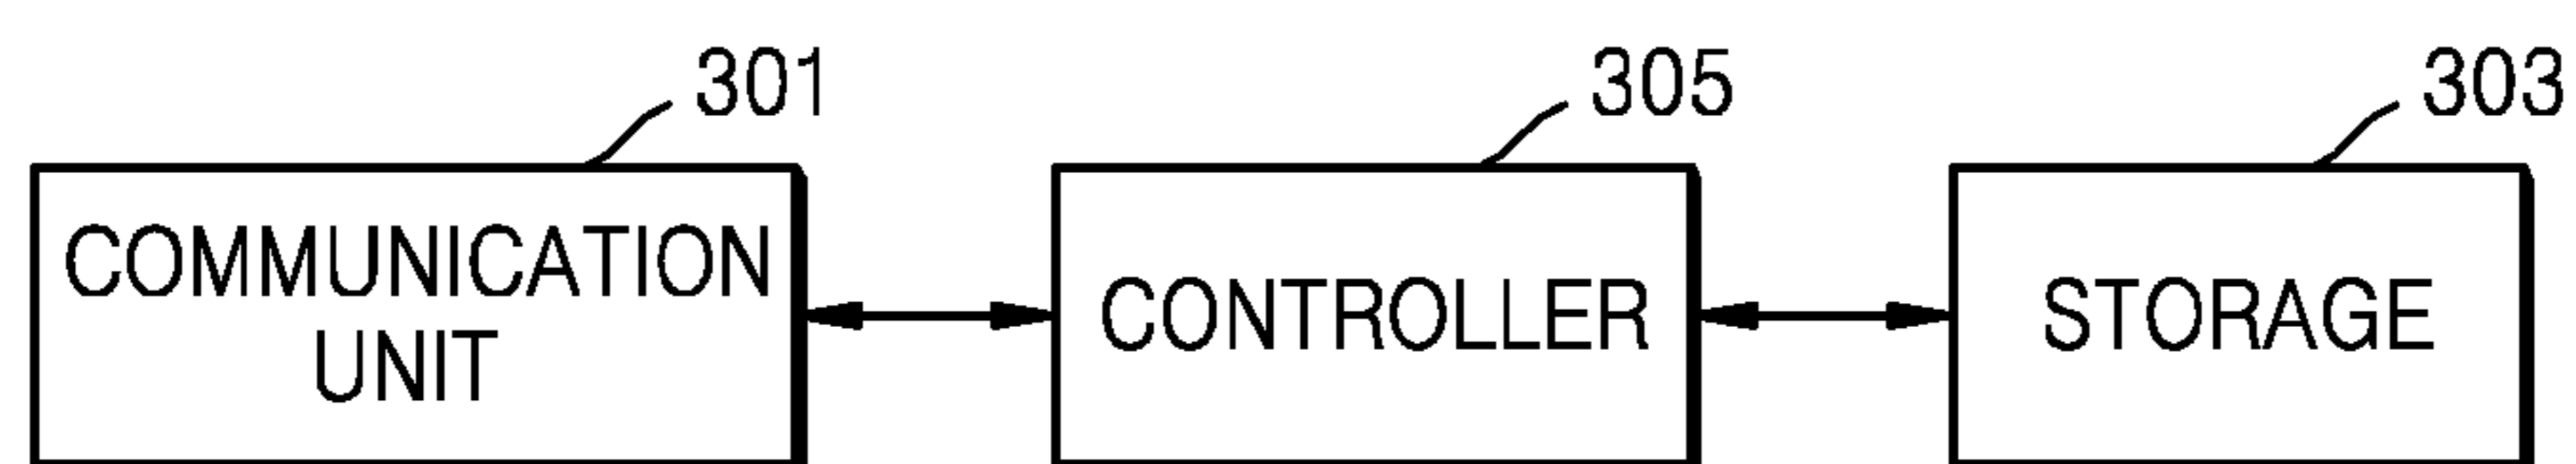 301
305
303
COMMUNICATION
UNIT
CONTROLLER
STORAGE